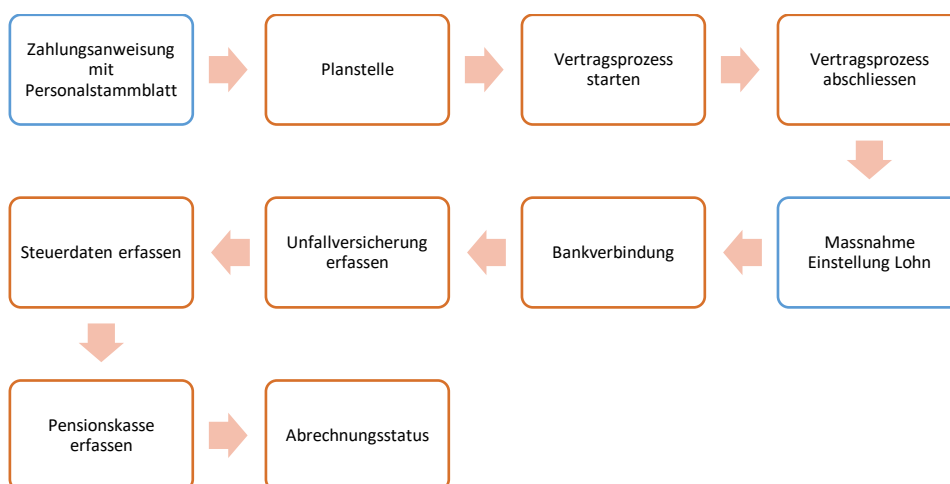 Zahlungsanweisung
mit
Personalstammblatt
Planstelle
Vertragsprozess
starten
Vertragsprozess
abschliessen
Massnahme
Einstellung Lohn
Bankverbindung
Unfallversicherung
erfassen
Steuerdaten erfassen
Pensionskasse
erfassen
Abrechnungsstatus